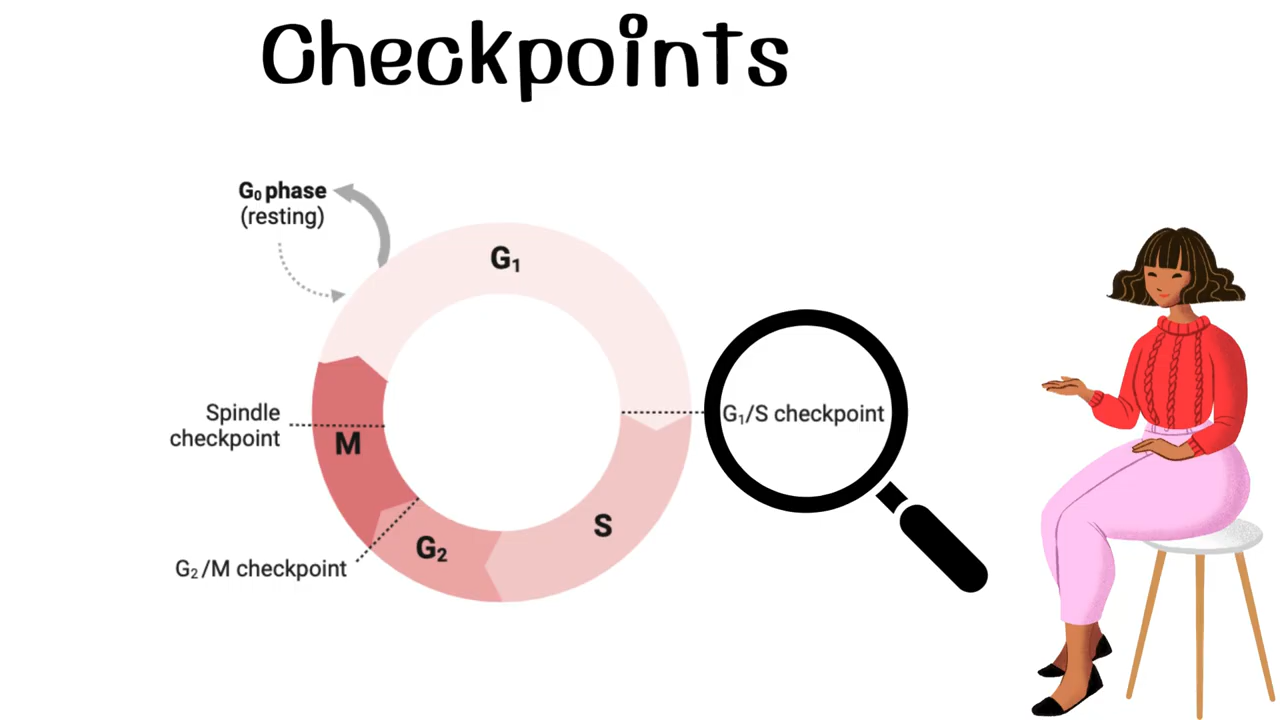 Checkpoints
G₀ phase
(resting)
G₁
Spindle
checkpoint
M
G₁/S checkpoint
S
G₂
G₂/M checkpoint